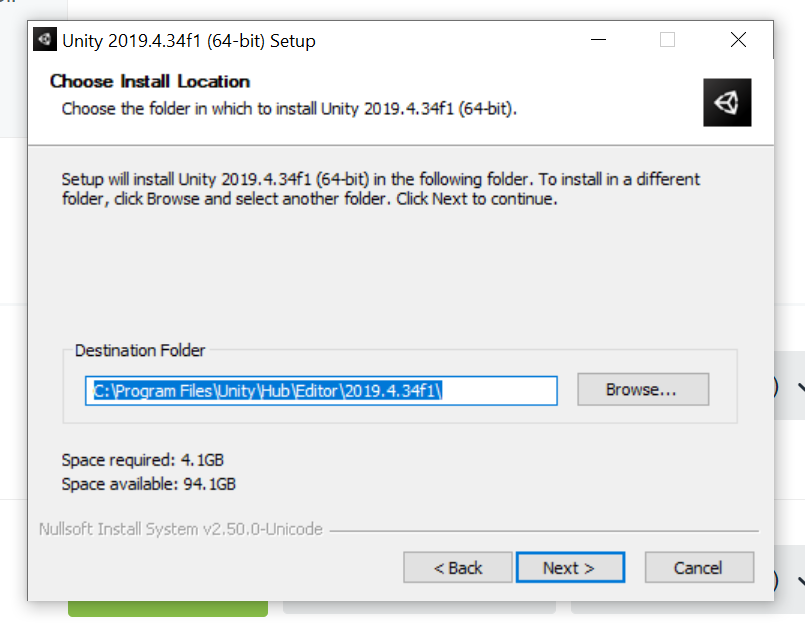 Unity 2019.4.34f1 (64-bit) Setup
Choose Install Location
Choose the folder in which to install Unity 2019.4.34f1 (64-bit).
Setup will install Unity 2019.4.34f1 (64-bit) in the following folder. To install in a different
folder, click Browse and select another folder. Click Next to continue.
Destination Folder
C:\Program Files\Unity\Hub\Editor\2019.4.34f1\
Browse...
Space required: 4.1GB
Space available: 94.1GB
Nullsoft Install System v2.50.0-Unicode
< Back
Next >
Cancel